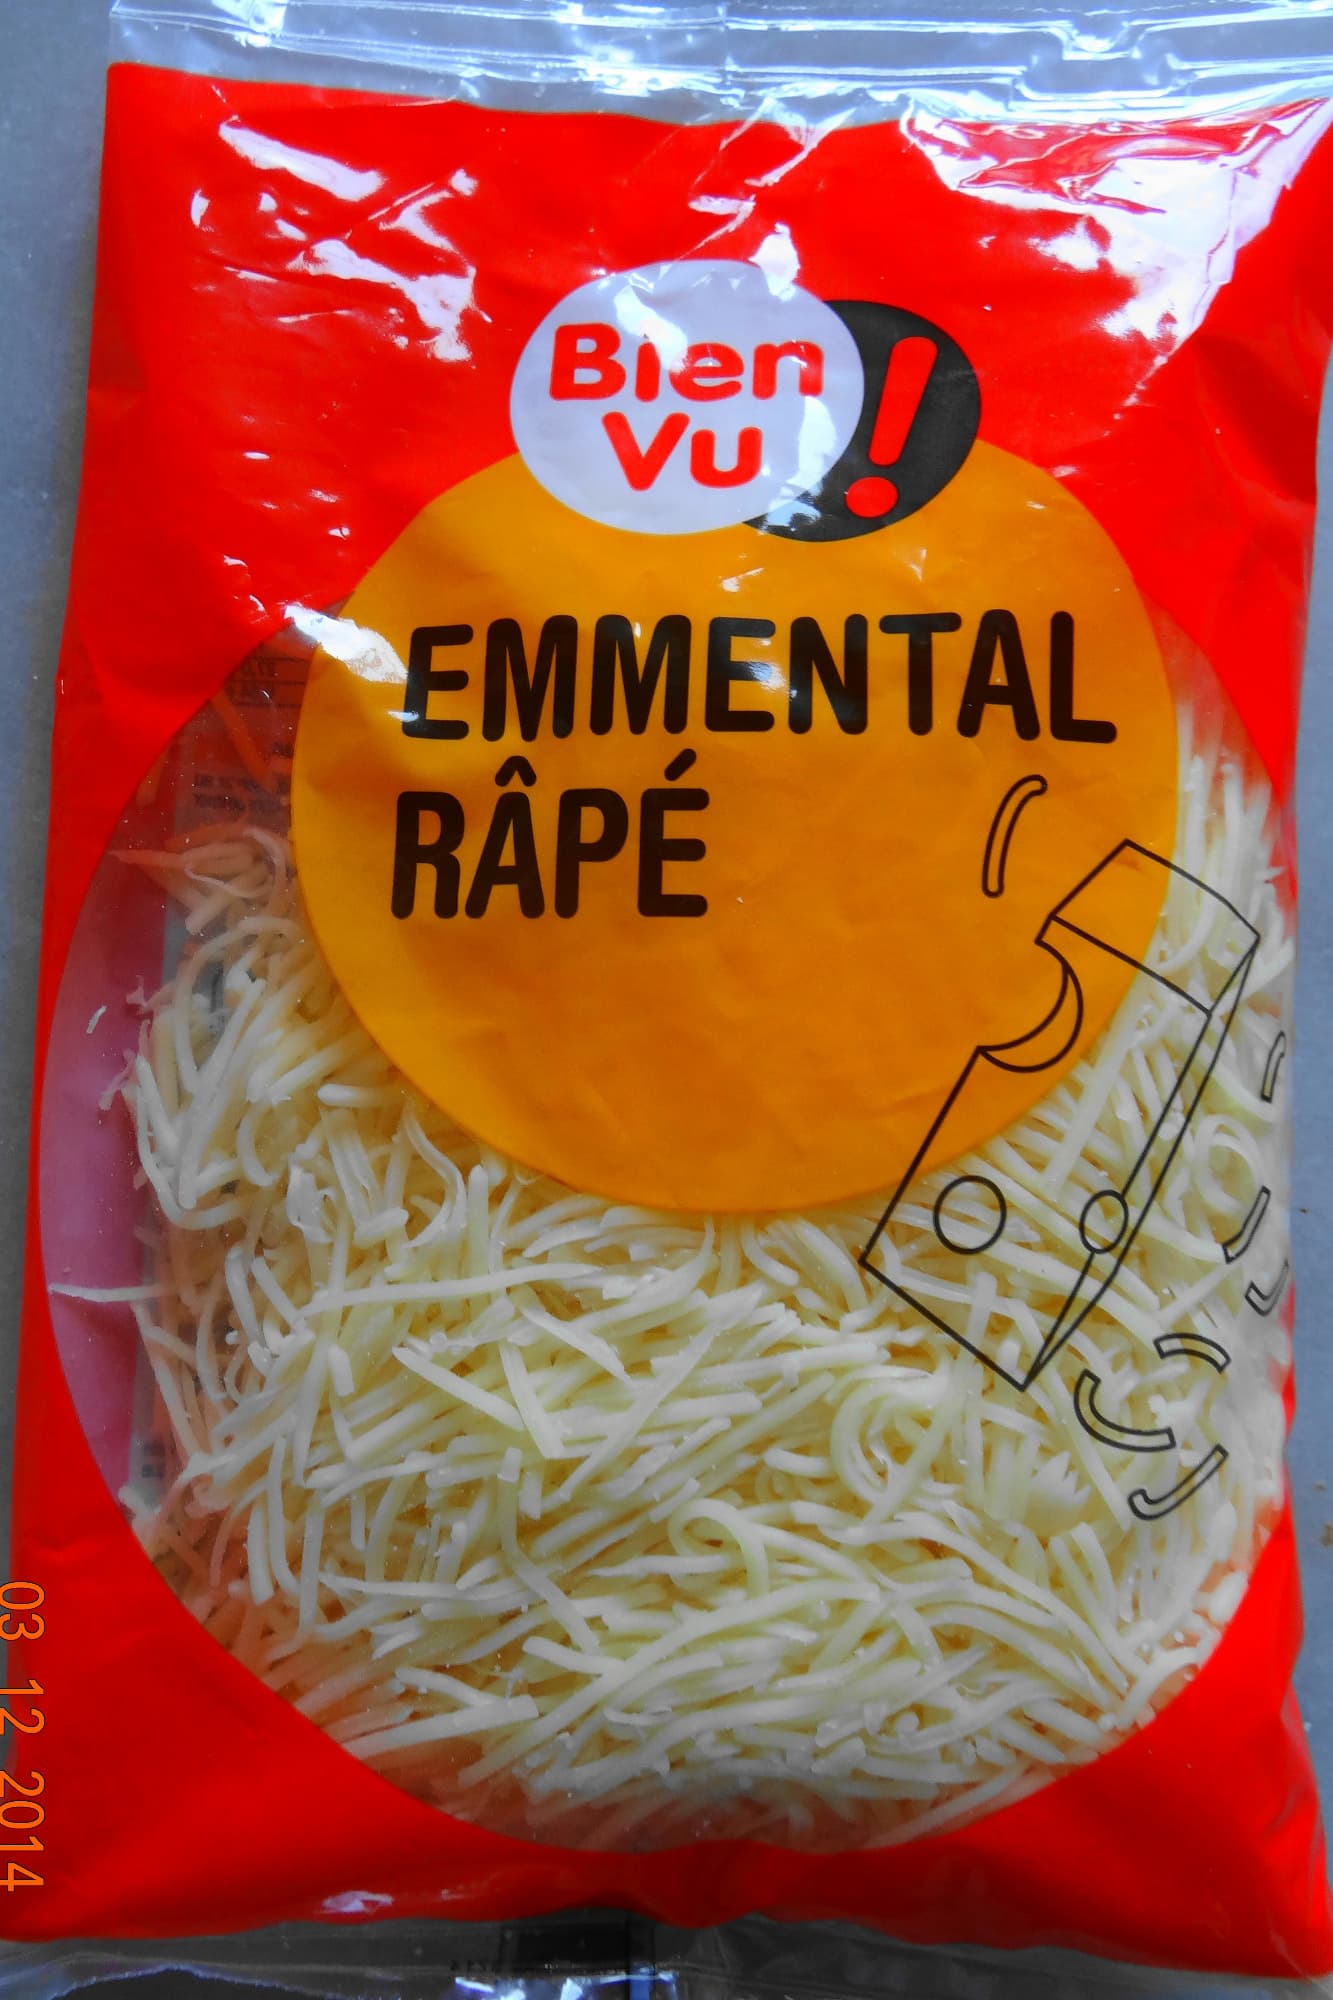 Bien
Vu !
EMMENTAL
RÂPÉ
03 12 2014